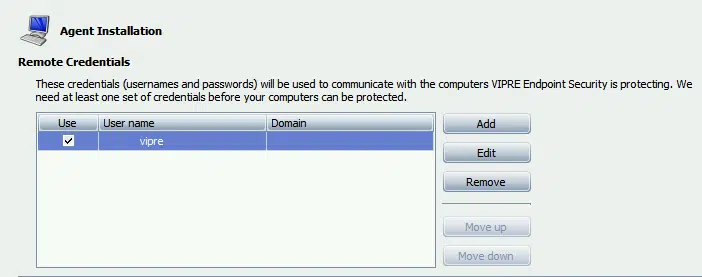 Agent Installation
Remote Credentials
These credentials (usernames and passwords) will be used to communicate with the computers VIPRE Endpoint Security is protecting. We
need at least one set of credentials before your computers can be protected.
Use User name Domain
vipre
Add
Edit
Remove
Move up
Move down